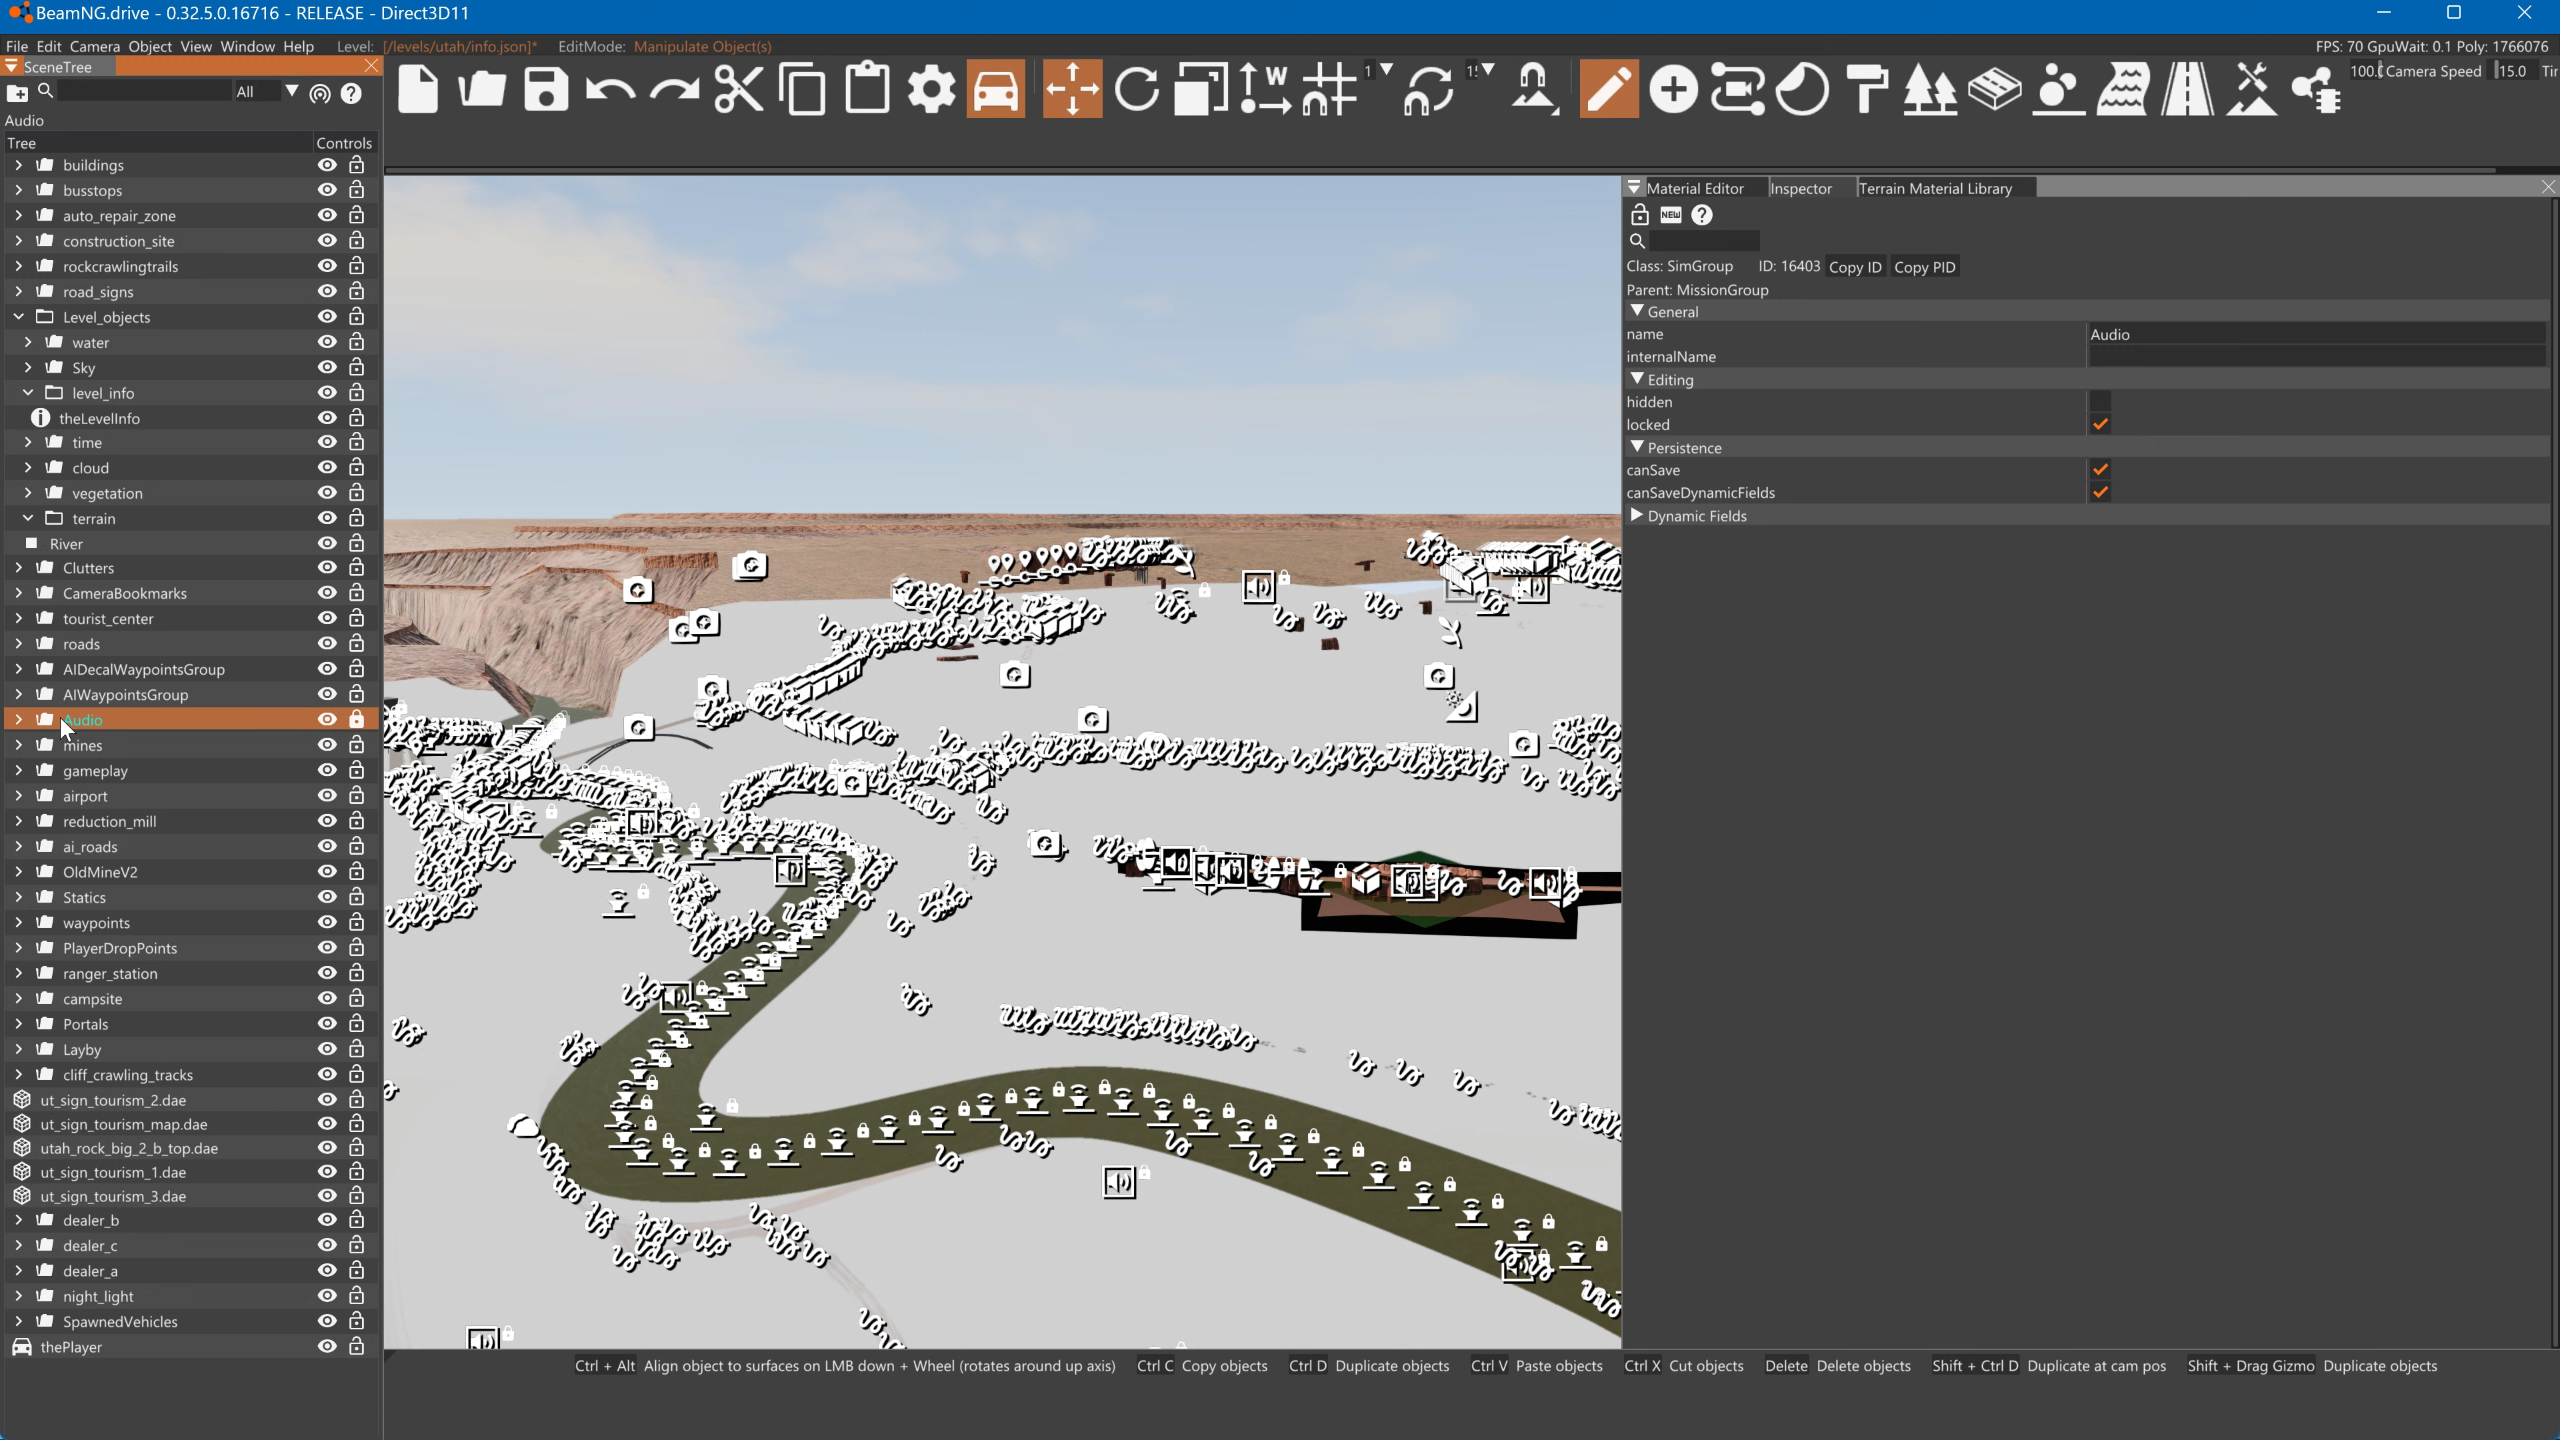 BeamNG.drive - 0.32.5.0.16716 - RELEASE - Direct3D11
File Edit Camera Object View Window Help Level: [/levels/utah/info.json]* EditMode: Manipulate Object(s) FPS: 70 GpuWait: 0.1 Poly: 1766076
SceneTree
All
100. Camera Speed 15.0
W
Audio
Tree Controls
buildings
busstops
auto_repair_zone
construction_site
rockcrawlingtrails
road_signs
Level_objects
water
Sky
level_info
theLevelInfo
time
cloud
vegetation
terrain
River
Clutters
CameraBookmarks
tourist_center
roads
AIDecalWaypointsGroup
AIWaypointsGroup
Audio
mines
gameplay
airport
reduction_mill
ai_roads
OldMineV2
Statics
waypoints
PlayerDropPoints
ranger_station
campsite
Portals
Layby
cliff_crawling_tracks
ut_sign_tourism_2.dae
ut_sign_tourism_map.dae
utah_rock_big_2_b_top.dae
ut_sign_tourism_1.dae
ut_sign_tourism_3.dae
dealer_b
dealer_c
dealer_a
night_light
SpawnedVehicles
thePlayer
Material Editor Inspector Terrain Material Library
NEW
Class: SimGroup ID: 16403 Copy ID Copy PID
Parent: MissionGroup
General
name Audio
internalName
Editing
hidden
locked
Persistence
canSave
canSaveDynamicFields
Dynamic Fields
Ctrl + Alt Align object to surfaces on LMB down + Wheel (rotates around up axis) Ctrl C Copy objects Ctrl D Duplicate objects Ctrl V Paste objects Ctrl X Cut objects Delete Delete objects Shift + Ctrl D Duplicate at cam pos Shift + Drag Gizmo Duplicate objects